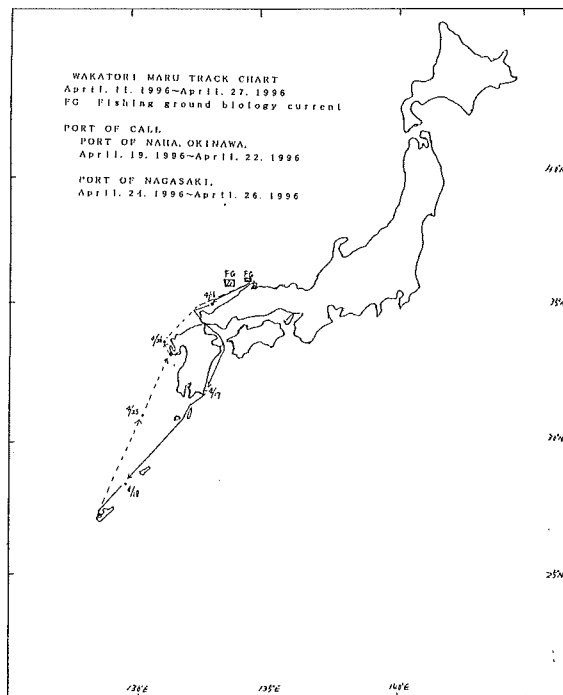 WAKATORI MARU TRACK CHART
April. 11. 1996~April. 27. 1996
FG Fishing ground biology current
PORT OF CALL
PORT OF NAHA, OKINAWA,
April. 19. 1996~April. 22. 1996
PORT OF NAGASAKI,
April. 24. 1996~April. 26. 1996
40°N
FG FG
35°N
4/17
4/23
30°N
4/18
25°N
130°E 135°E 140°E